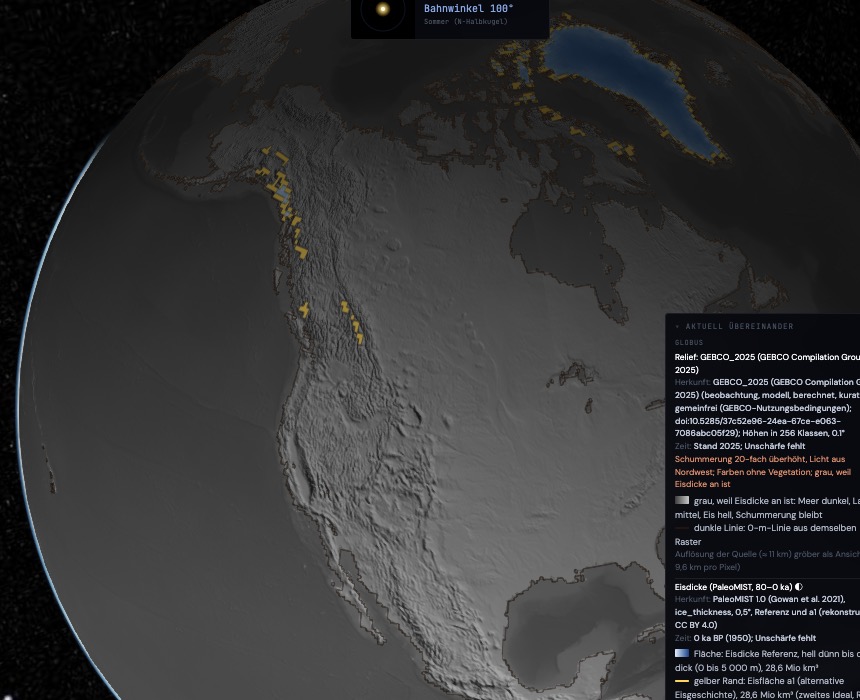 Bahnwinkel 100°
Sommer (N-Halbkugel)
AKTUELL ÜBEREINANDER
GLOBUS
Relief: GEBCO_2025 (GEBCO Compilation Grou
2025)
Herkunft: GEBCO_2025 (GEBCO Compilation G
2025) (beobachtung, modell, berechnet, kurat
gemeinfrei (GEBCO-Nutzungsbedingungen);
doi:10.5285/37c52e96-24ea-67ce-e063-
7086abc05f29); Höhen in 256 Klassen, 0.1°
Zeit: Stand 2025; Unschärfe fehlt
Schummerung 20-fach überhöht, Licht aus
Nordwest; Farben ohne Vegetation; grau, weil
Eisdicke an ist
grau, weil Eisdicke an ist: Meer dunkel, La
mittel, Eis hell, Schummerung bleibt
dunkle Linie: 0-m-Linie aus demselben
Raster
Auflösung der Quelle (≈ 11 km) gröber als Ansich
9,6 km pro Pixel)
Eisdicke (PaleoMIST, 80–0 ka)
Herkunft: PaleoMIST 1.0 (Gowan et al. 2021),
ice_thickness, 0,5°, Referenz und a1 (rekonstru
CC BY 4.0)
Zeit: 0 ka BP (1950); Unschärfe fehlt
Fläche: Eisdicke Referenz, hell dünn bis d
dick (0 bis 5 000 m), 28,6 Mio km³
gelber Rand: Eisfläche a1 (alternative
Eisgeschichte), 28,6 Mio km³ (zweites Ideal, R